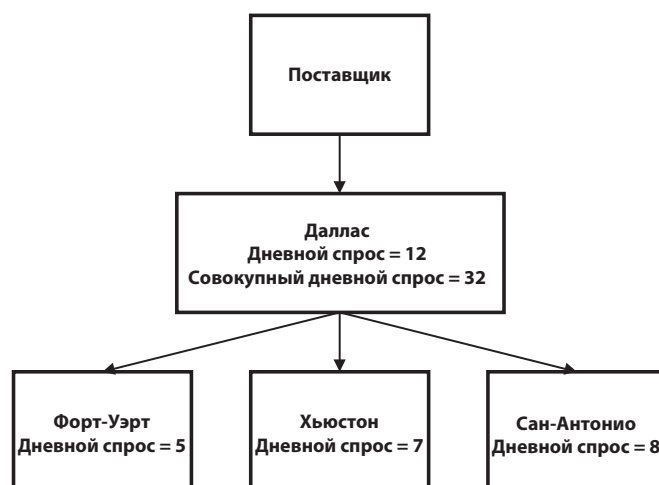 Поставщик
Даллас
Дневной спрос = 12
Совокупный дневной спрос = 32
Форт-Уэрт
Дневной спрос = 5
Хьюстон
Дневной спрос = 7
Сан-Антонио
Дневной спрос = 8